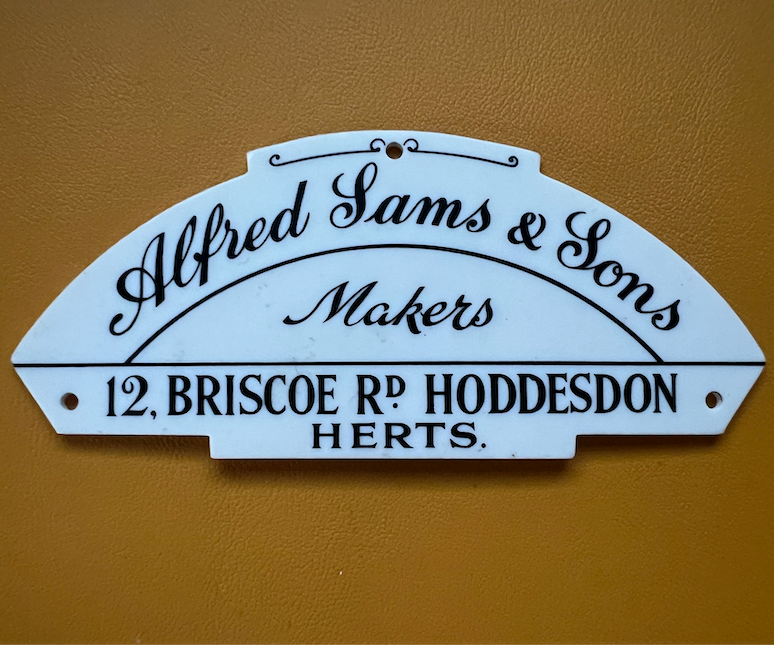 Alfred Sams & Sons
Makers
12, BRISCOE RD HODDESDON
HERTS.